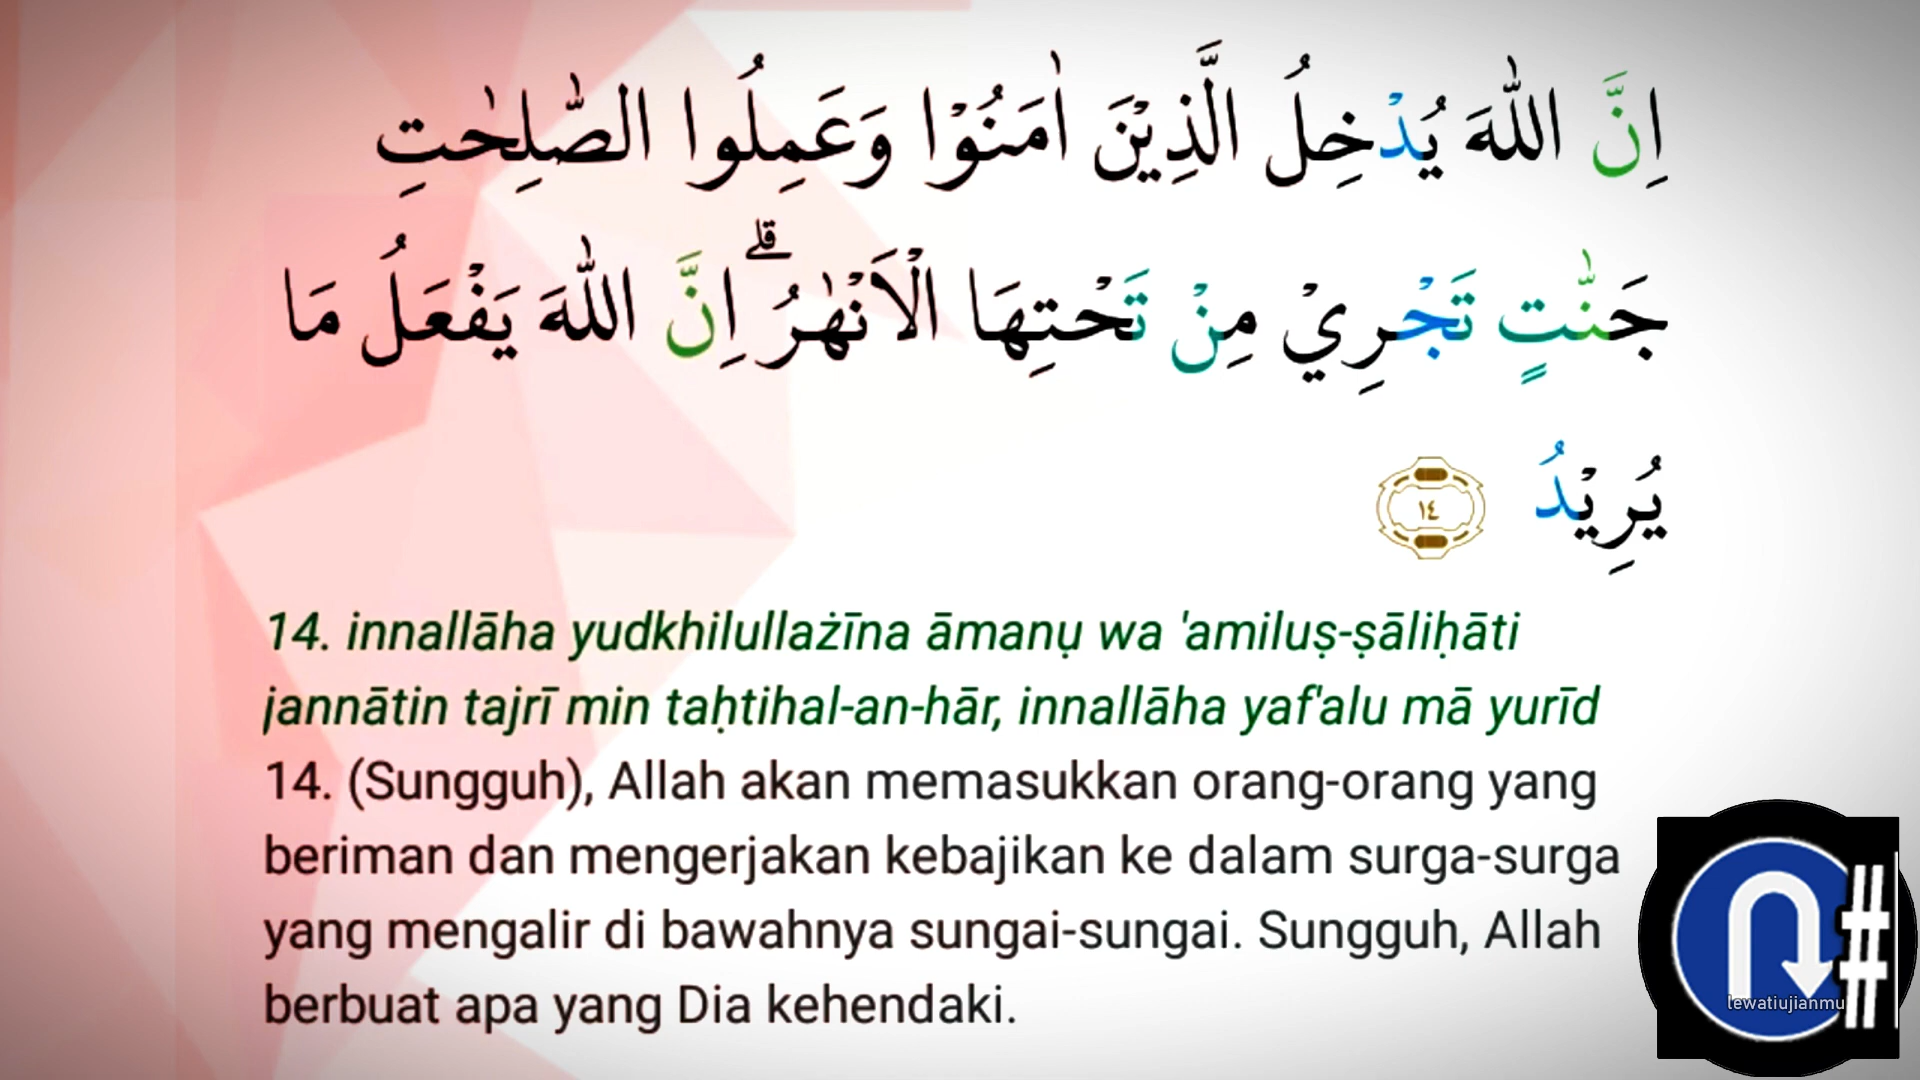 اِنَّ اللّٰهَ يُدْخِلُ الَّذِيْنَ اٰمَنُوْا وَعَمِلُوا الصّٰلِحٰتِ
جَنّٰتٍ تَجْرِيْ مِنْ تَحْتِهَا الْاَنْهٰرُ ۗاِنَّ اللّٰهَ يَفْعَلُ مَا
يُرِيْدُ ١٤
14. innallāha yudkhilullażīna āmanụ wa 'amiluṣ-ṣāliḥāti
jannātin tajrī min taḥtihal-an-hār, innallāha yaf'alu mā yurīd
14. (Sungguh), Allah akan memasukkan orang-orang yang
beriman dan mengerjakan kebajikan ke dalam surga-surga
yang mengalir di bawahnya sungai-sungai. Sungguh, Allah
berbuat apa yang Dia kehendaki.
#
lewatiujianmu